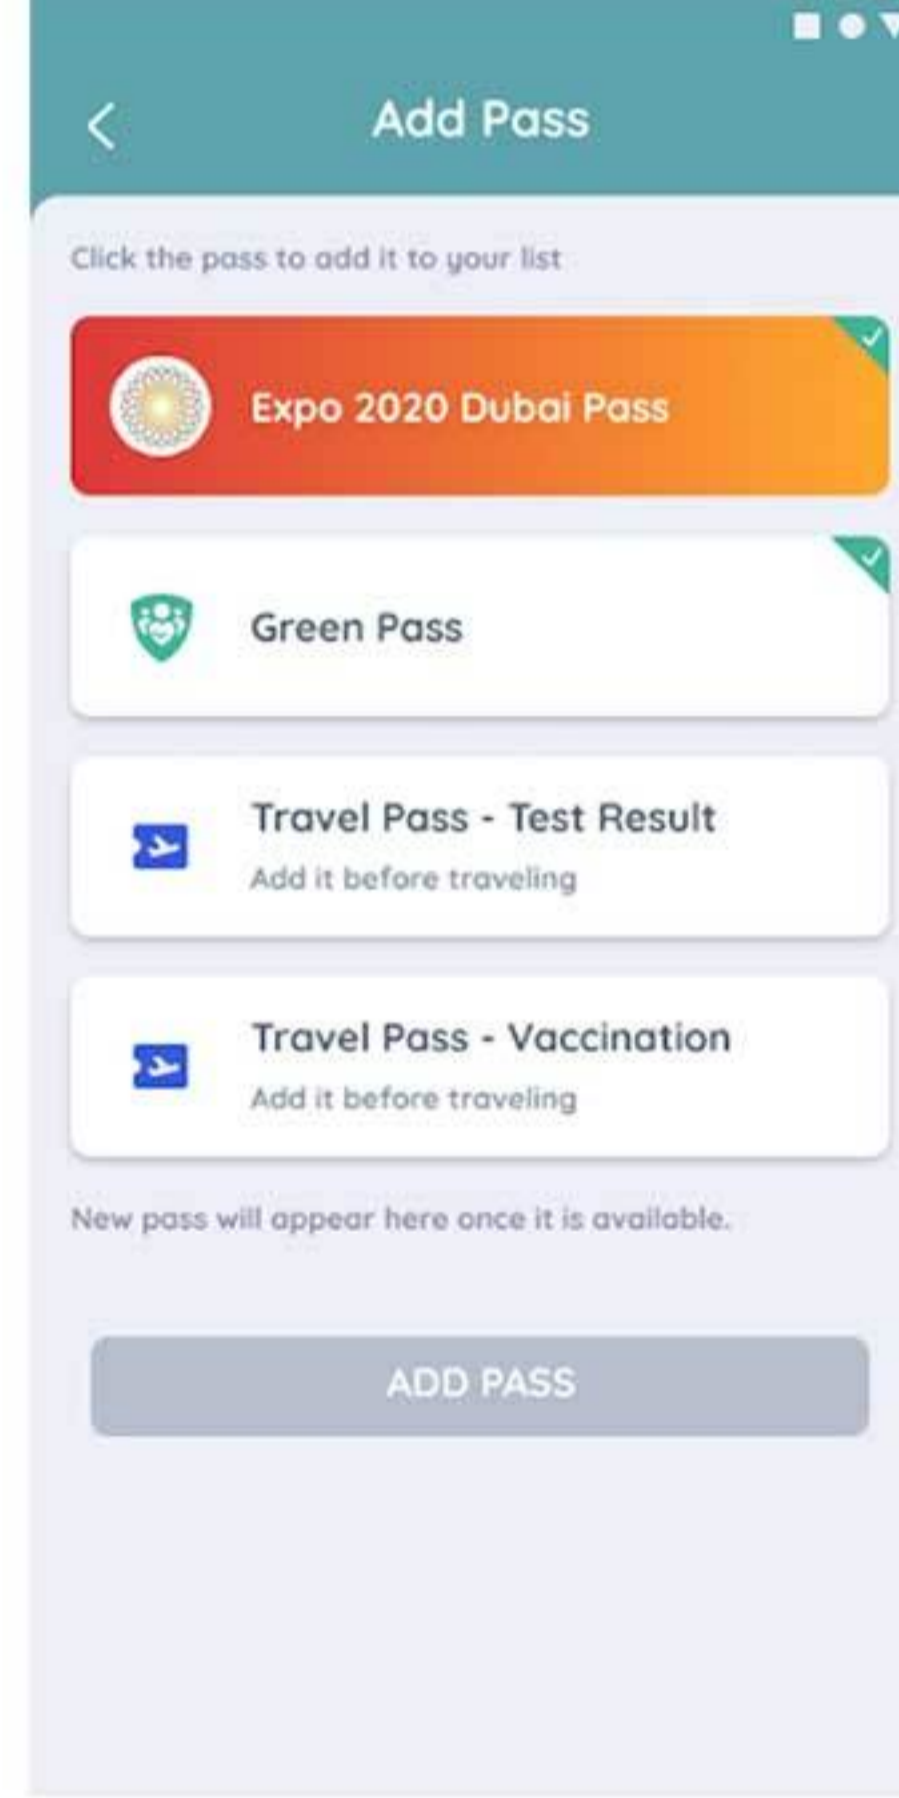 Add Pass
Click the pass to add it to your list
Expo 2020 Dubai Pass
Green Pass
Travel Pass - Test Result
Add it before traveling
Travel Pass - Vaccination
Add it before traveling
New pass will appear here once it is available.
ADD PASS